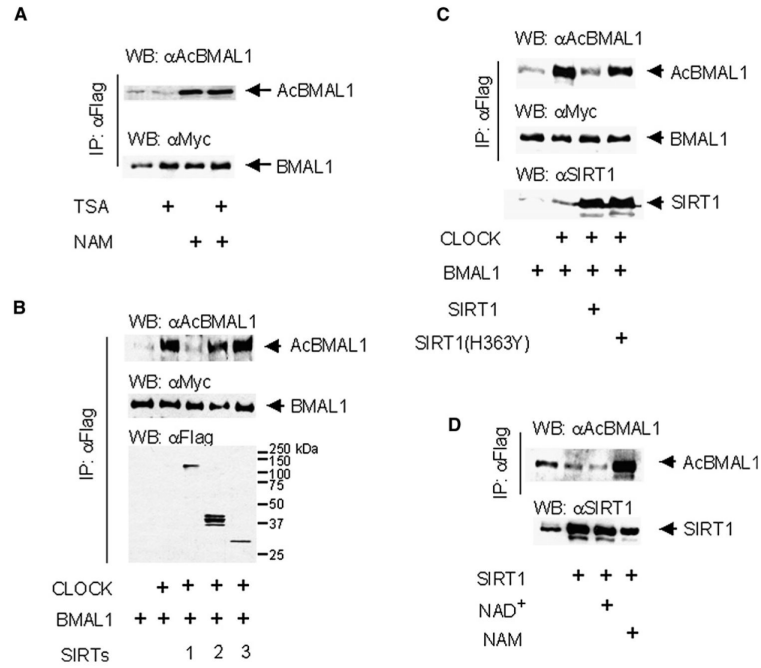 A
WB: αAcBMAL1
IP: αFlag
AcBMAL1
WB: αMyc
BMAL1
TSA + +
NAM + +
B
WB: αAcBMAL1
IP: αFlag
AcBMAL1
WB: αMyc
BMAL1
WB: αFlag
250 kDa
150
100
75
50
37
25
CLOCK + + + +
BMAL1 + + + + +
SIRTs 1 2 3
C
WB: αAcBMAL1
IP: αFlag
AcBMAL1
WB: αMyc
BMAL1
WB: αSIRT1
SIRT1
CLOCK + + +
BMAL1 + + + +
SIRT1 +
SIRT1(H363Y) +
D
WB: αAcBMAL1
IP: αFlag
AcBMAL1
WB: αSIRT1
SIRT1
SIRT1 + + +
NAD⁺ +
NAM +